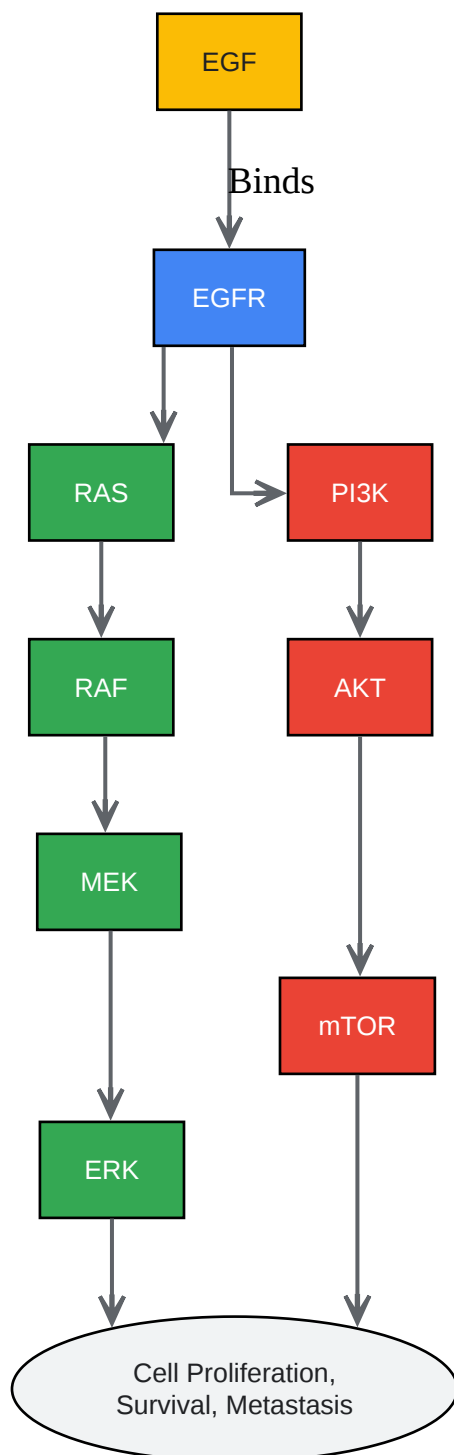 EGF
Binds
EGFR
RAS
PI3K
RAF
AKT
MEK
mTOR
ERK
Cell Proliferation,
Survival, Metastasis